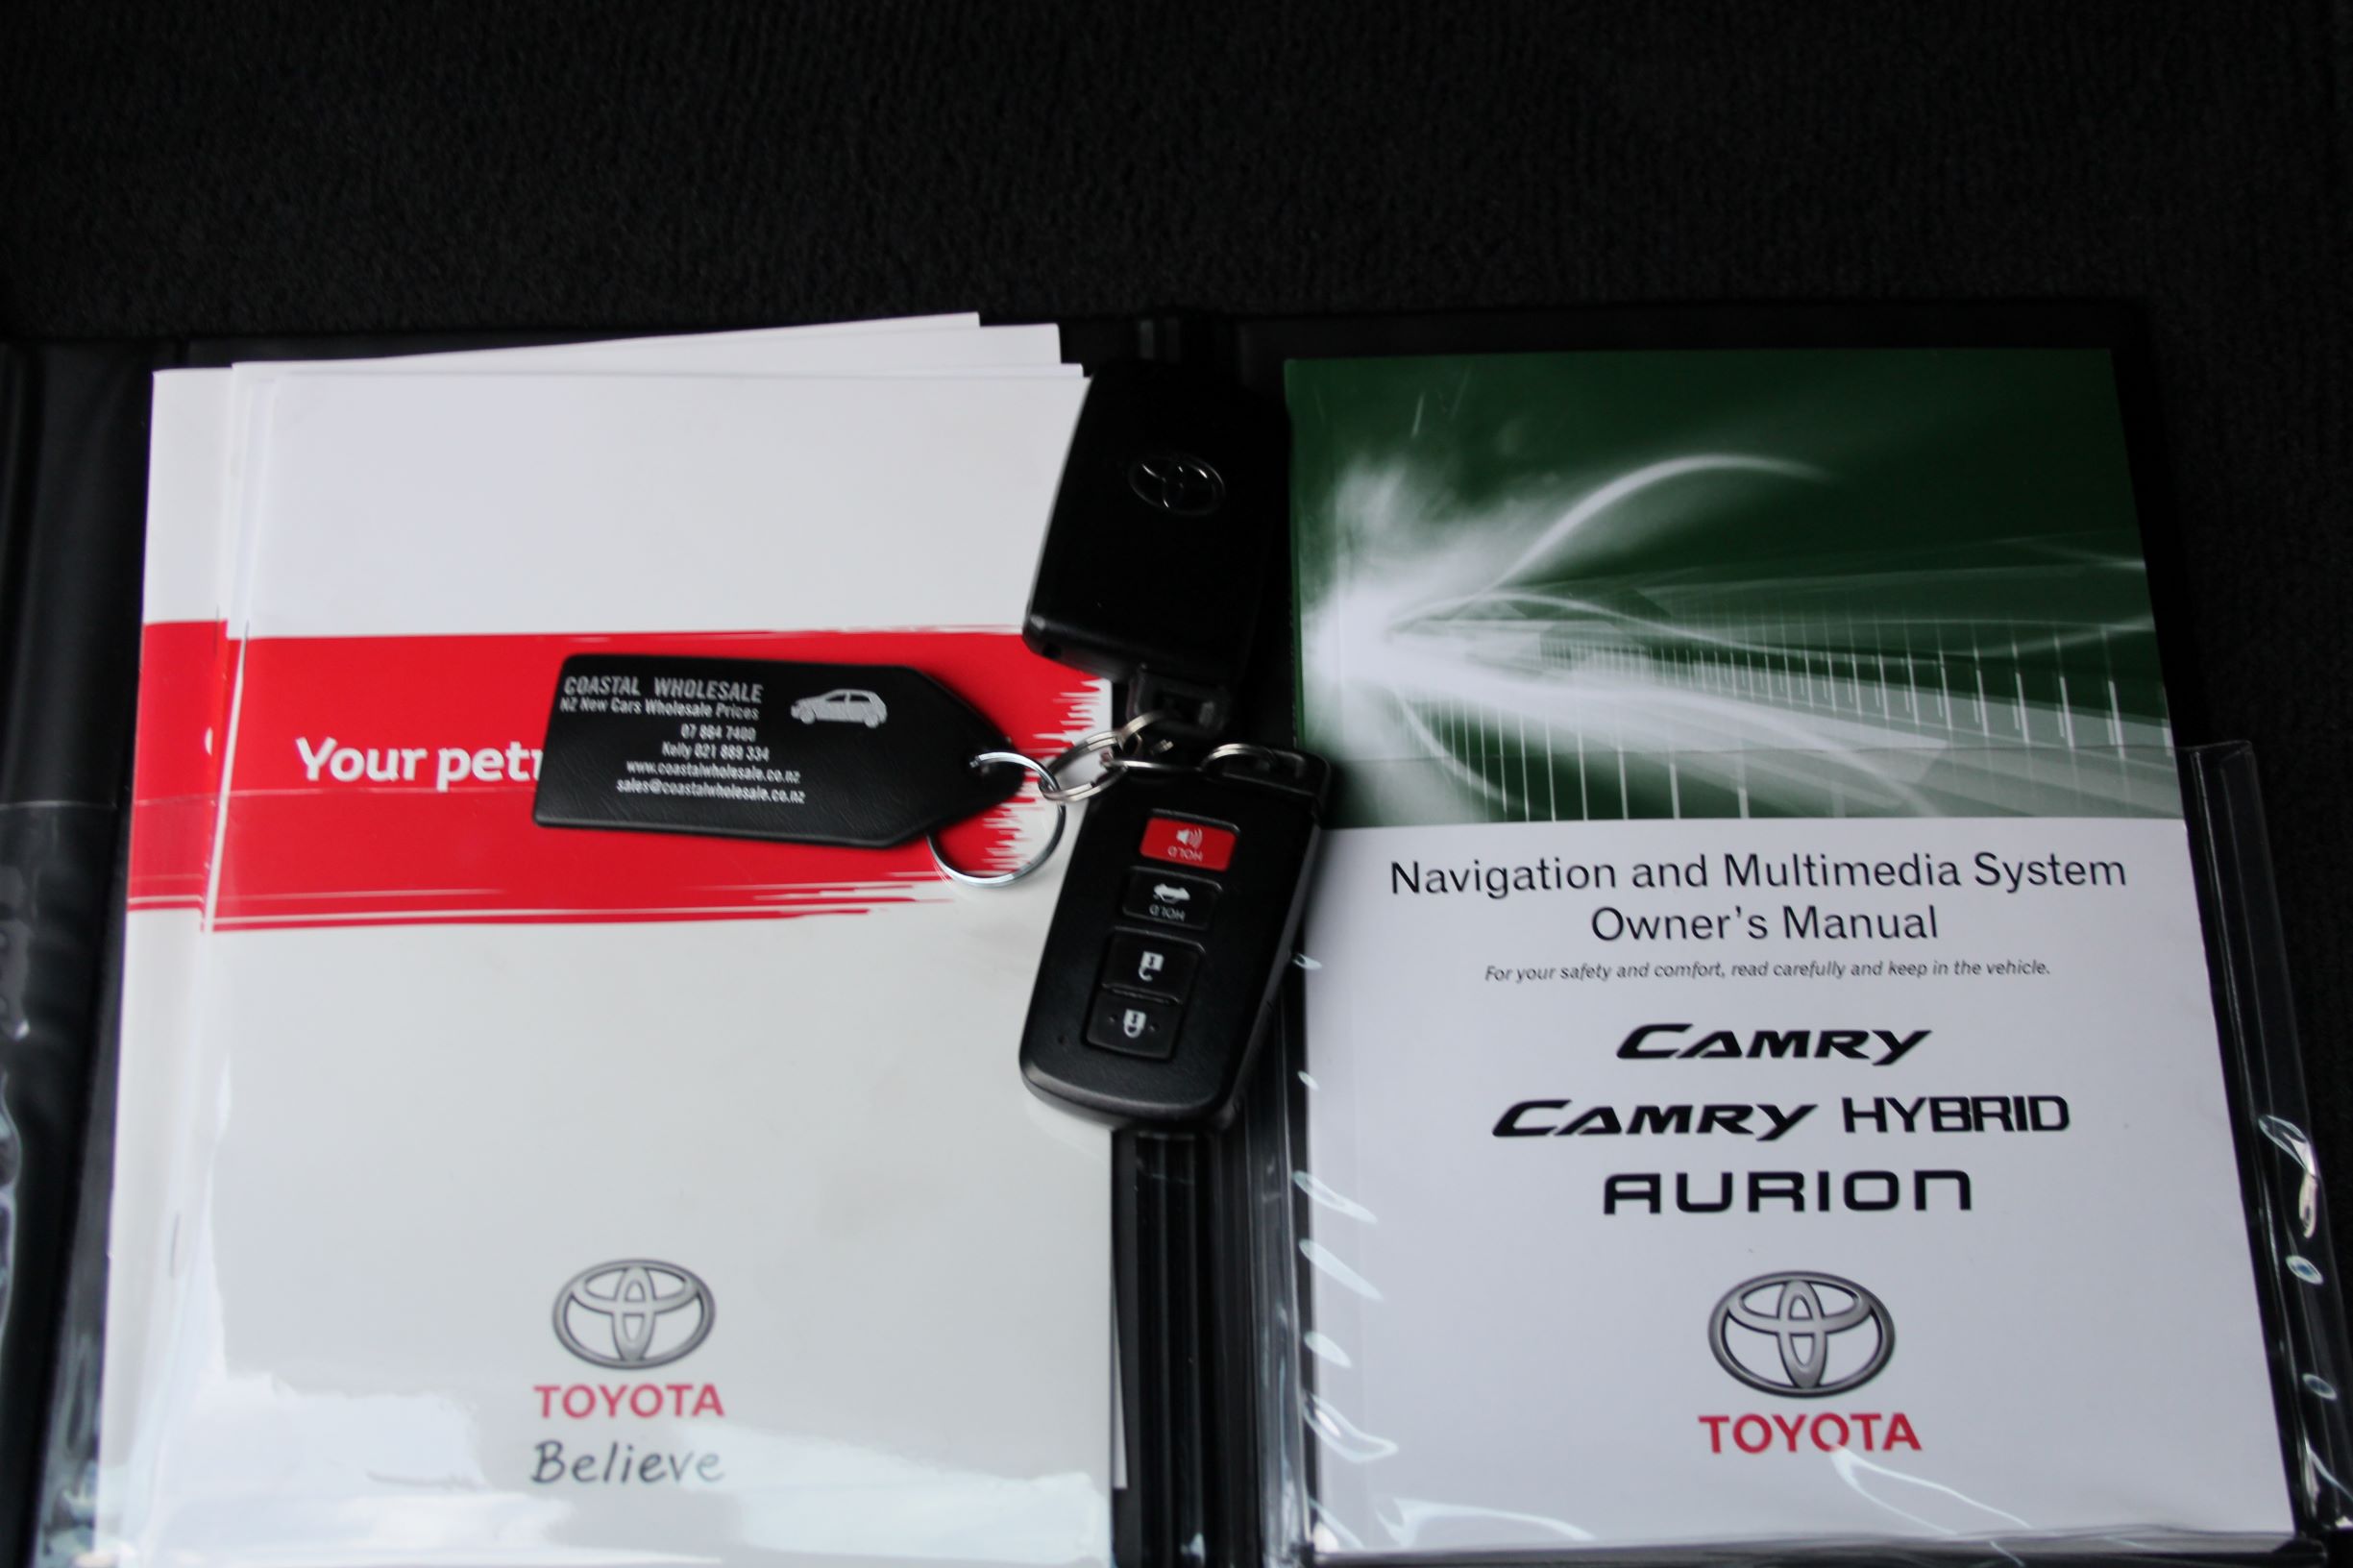 Your pet
COASTAL WHOLESALE
NZ New Cars Wholesale Prices
07 864 7400
Kelly 021 889 334
www.coastalwholesale.co.nz
sales@coastalwholesale.co.nz
HOLD
HOLD
TOYOTA
Believe
Navigation and Multimedia System
Owner's Manual
For your safety and comfort, read carefully and keep in the vehicle.
CAMRY
CAMRY HYBRID
AURION
TOYOTA